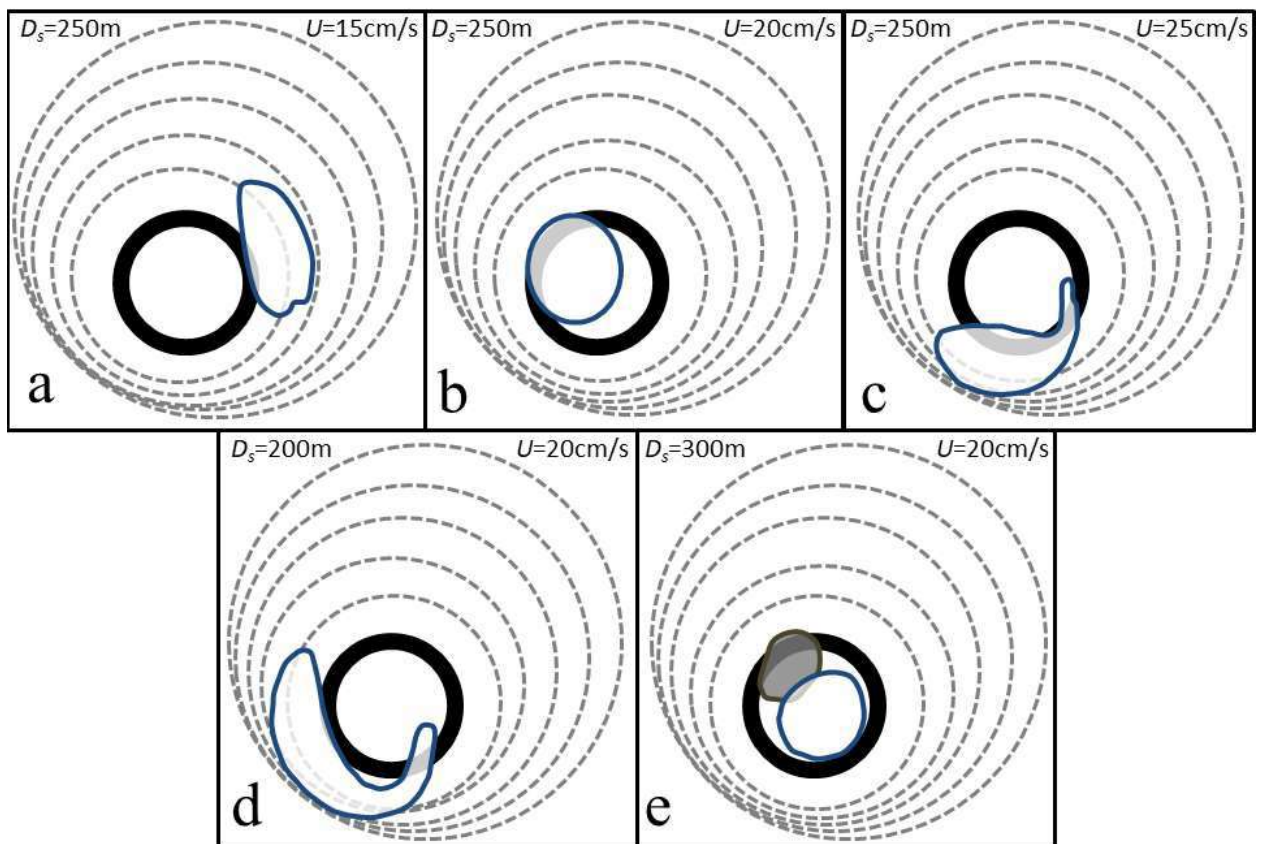 Dₛ=250m U=15cm/s
a
Dₛ=250m U=20cm/s
b
Dₛ=250m U=25cm/s
c
Dₛ=200m U=20cm/s
d
Dₛ=300m U=20cm/s
e